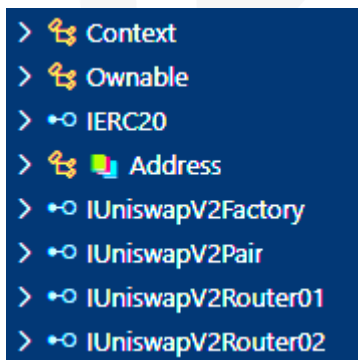 Context
Ownable
IERC20
Address
IUniswapV2Factory
IUniswapV2Pair
IUniswapV2Router01
IUniswapV2Router02